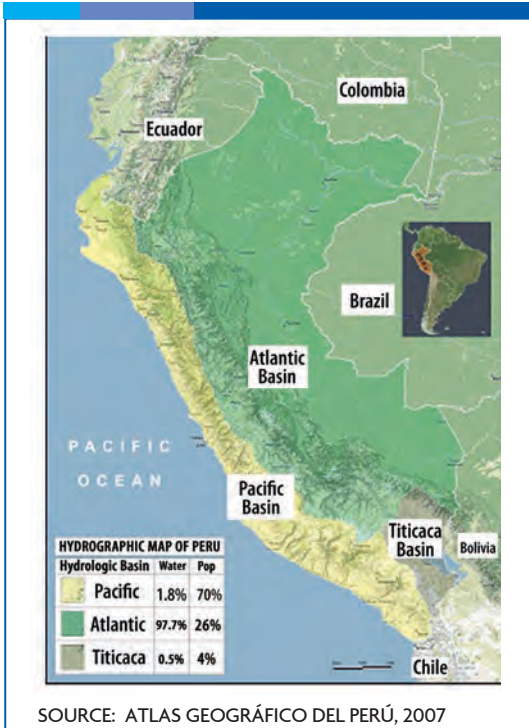 Colombia
Ecuador
Brazil
Atlantic
Basin
PACIFIC
OCEAN
Pacific
Basin
Titicaca
Basin
Bolivia
HYDROGRAPHIC MAP OF PERU
Hydrologic Basin Water Pop
Pacific 1.8% 70%
Atlantic 97.7% 26%
Titicaca 0.5% 4%
Chile
SOURCE: ATLAS GEOGRÁFICO DEL PERÚ, 2007